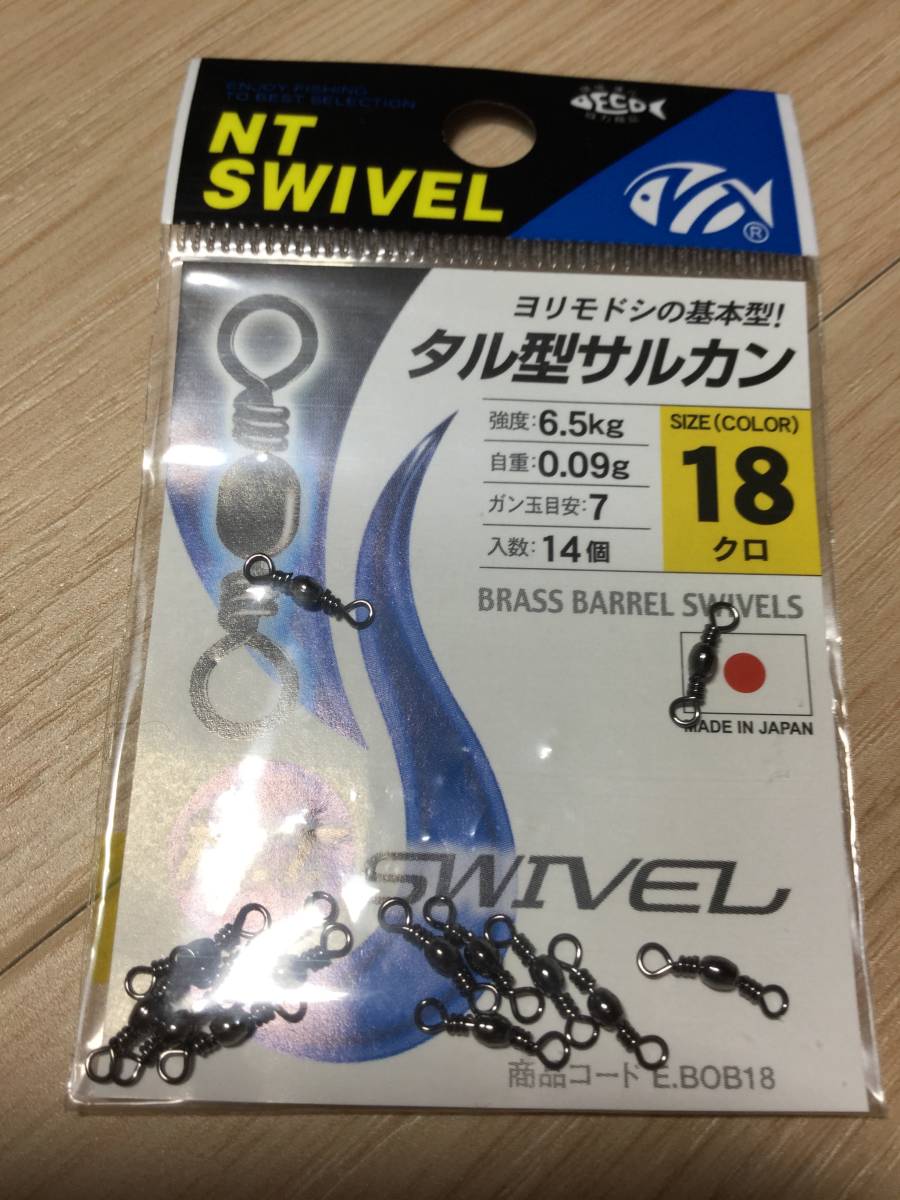 ENJOY FISHING
TO BEST SELECTION
NT
SWIVEL
®
ヨリモドシの基本型!
タル型サルカン
強度:6.5kg
自重:0.09g
ガン玉目安:7
入数:14個
SIZE(COLOR)
18
クロ
BRASS BARREL SWIVELS
MADE IN JAPAN
SWIVEL
商品コード E.BOB18